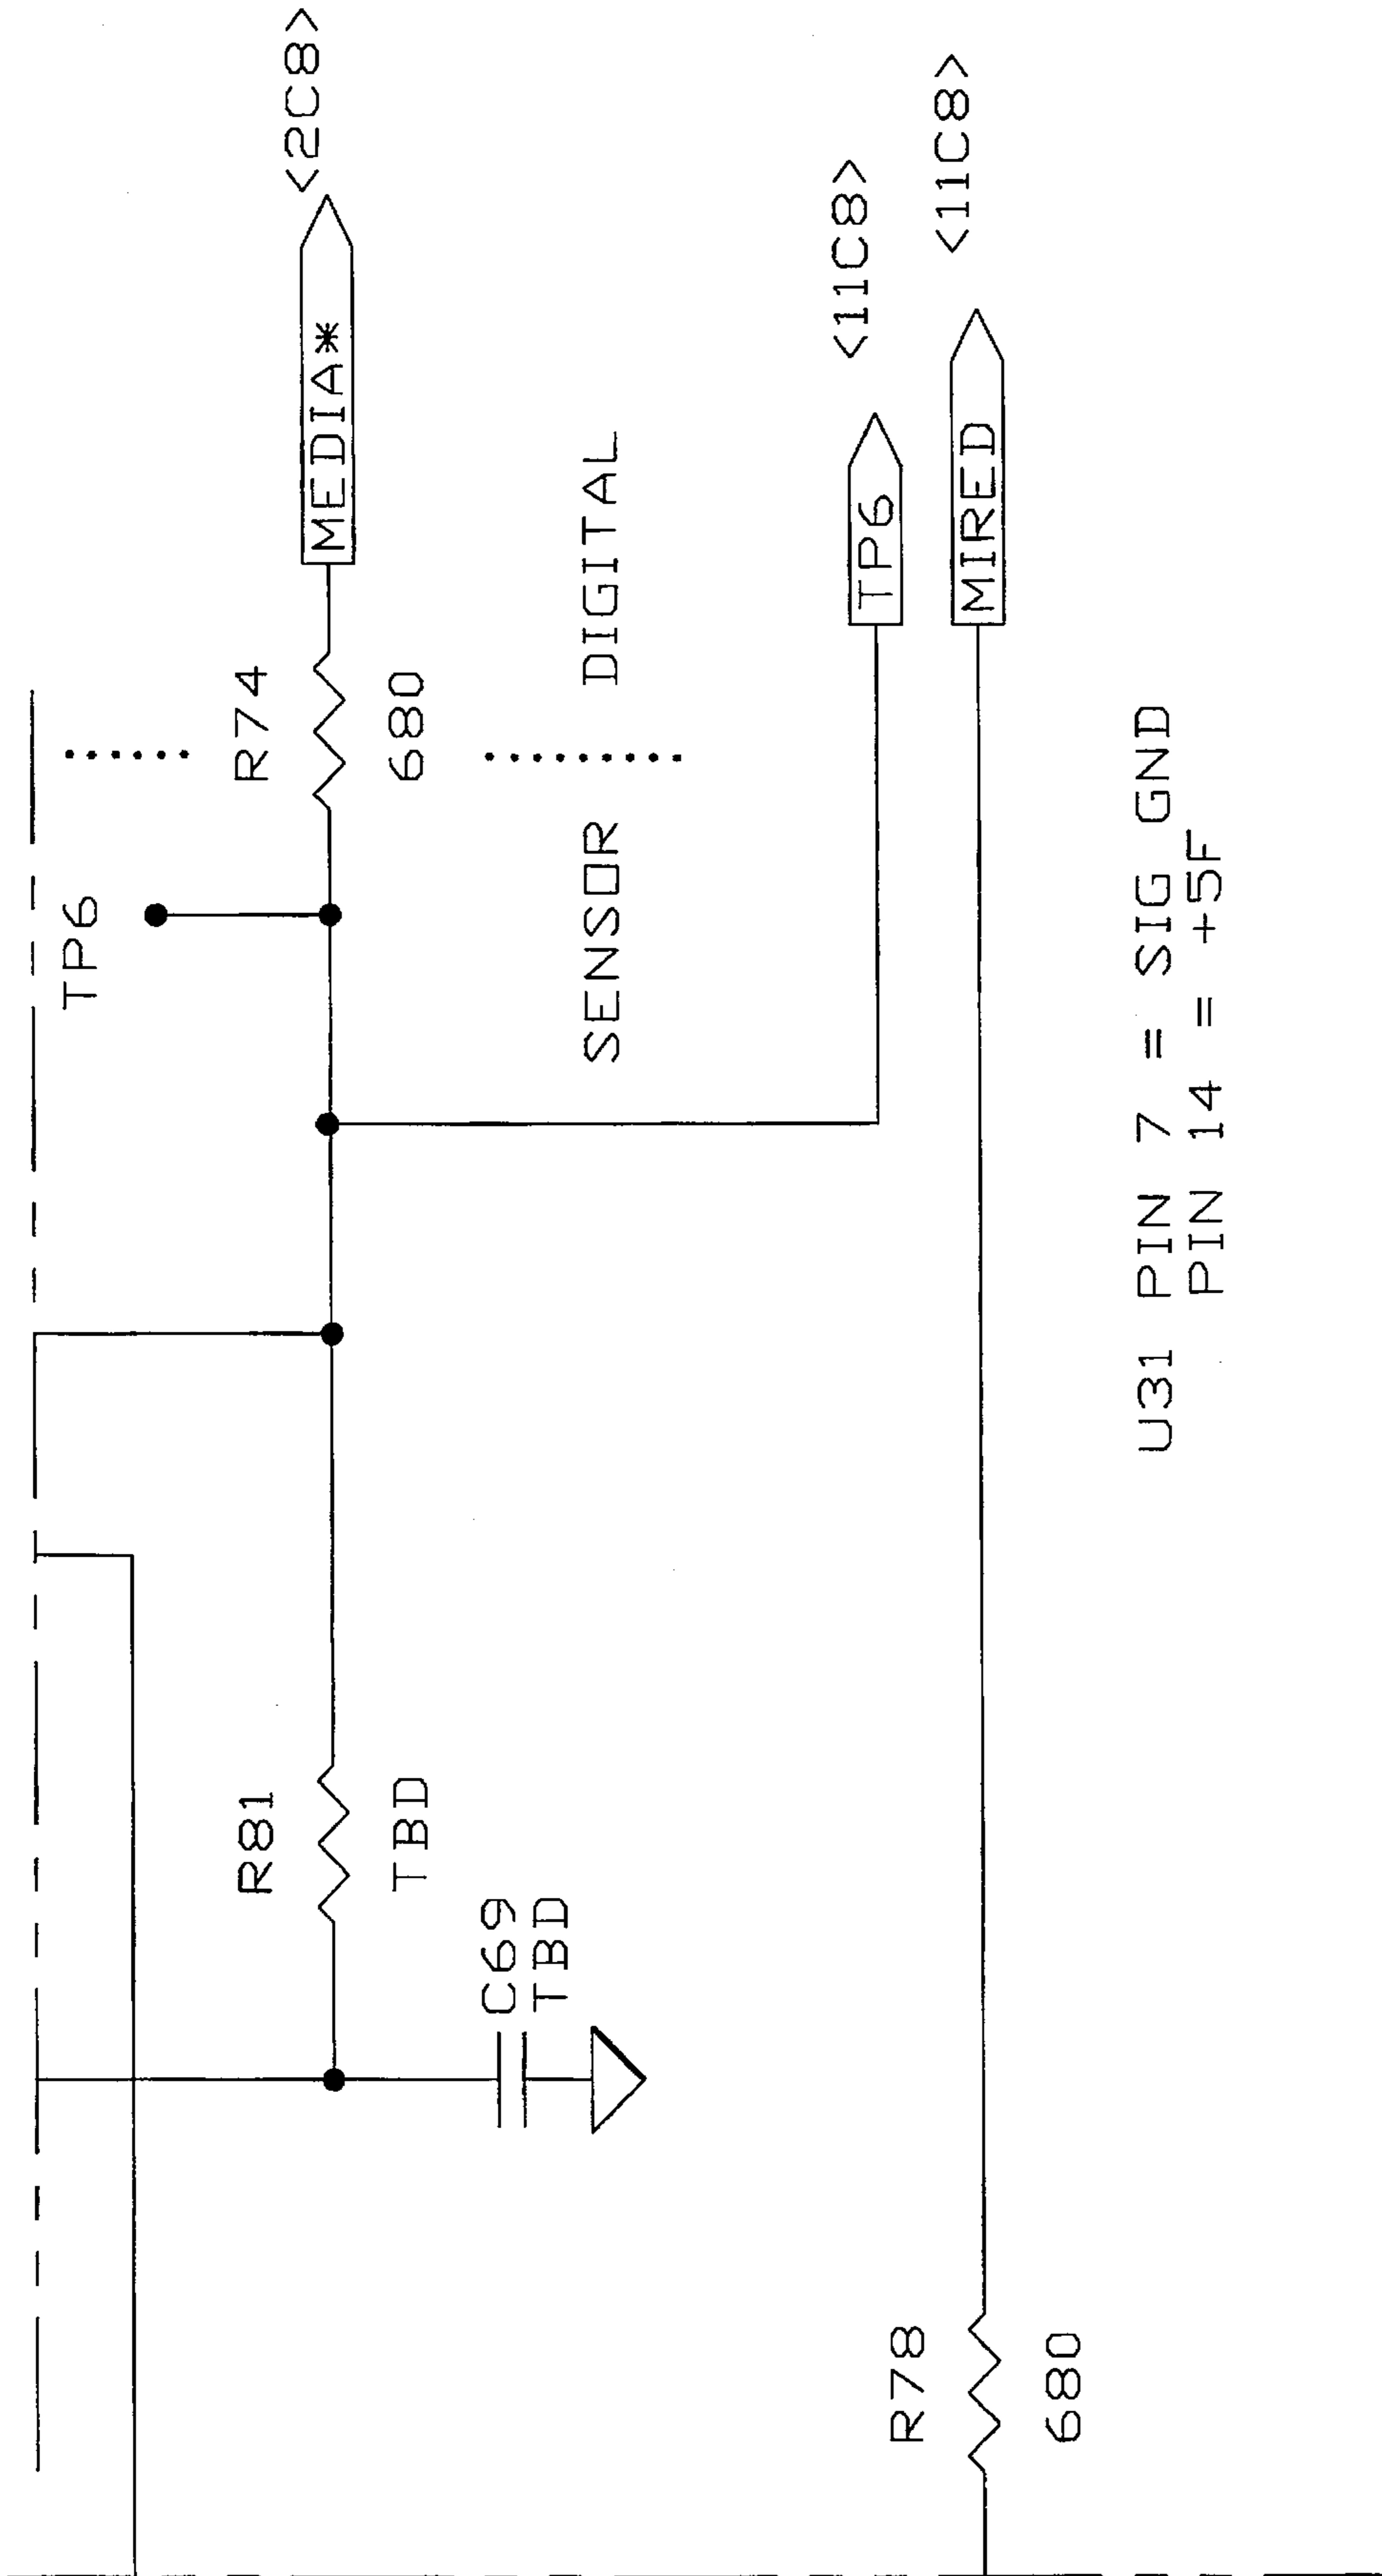 TP6
R74
680
MEDIA*
<2C8>
R81
TBD
C69
TBD
SENSOR DIGITAL
TP6
<11C8>
R78
680
MIRED
<11C8>
U31 PIN 7 = SIG GND
PIN 14 = +5F